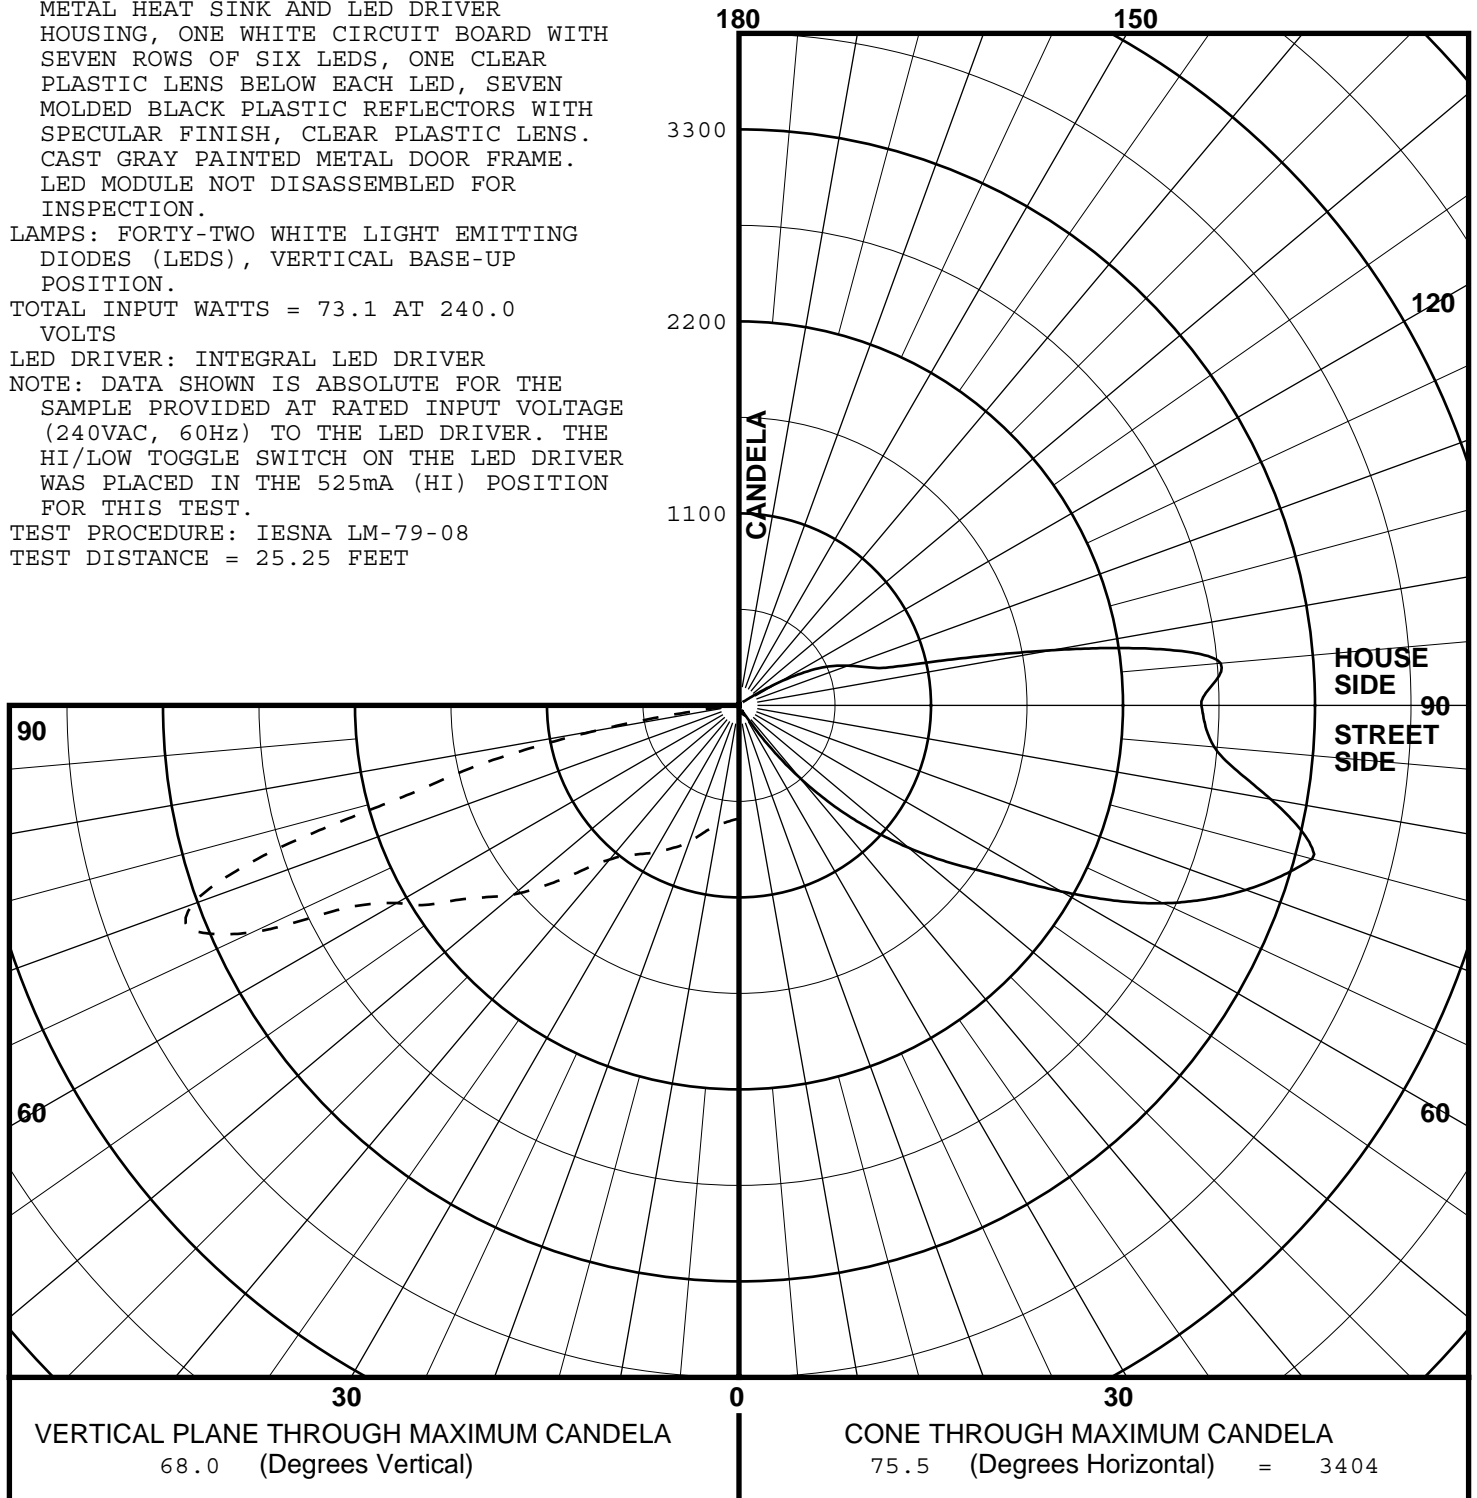 METAL HEAT SINK AND LED DRIVER
HOUSING, ONE WHITE CIRCUIT BOARD WITH
SEVEN ROWS OF SIX LEDS, ONE CLEAR
PLASTIC LENS BELOW EACH LED, SEVEN
MOLDED BLACK PLASTIC REFLECTORS WITH
SPECULAR FINISH, CLEAR PLASTIC LENS.
CAST GRAY PAINTED METAL DOOR FRAME.
LED MODULE NOT DISASSEMBLED FOR
INSPECTION.
LAMPS: FORTY-TWO WHITE LIGHT EMITTING
DIODES (LEDS), VERTICAL BASE-UP
POSITION.
TOTAL INPUT WATTS = 73.1 AT 240.0
VOLTS
LED DRIVER: INTEGRAL LED DRIVER
NOTE: DATA SHOWN IS ABSOLUTE FOR THE
SAMPLE PROVIDED AT RATED INPUT VOLTAGE
(240VAC, 60Hz) TO THE LED DRIVER. THE
HI/LOW TOGGLE SWITCH ON THE LED DRIVER
WAS PLACED IN THE 525mA (HI) POSITION
FOR THIS TEST.
TEST PROCEDURE: IESNA LM-79-08
TEST DISTANCE = 25.25 FEET
180
150
3300
120
2200
CANDELA
1100
HOUSE
SIDE
90
90
STREET
SIDE
60
60
30
0
30
VERTICAL PLANE THROUGH MAXIMUM CANDELA
68.0 (Degrees Vertical)
CONE THROUGH MAXIMUM CANDELA
75.5 (Degrees Horizontal) = 3404